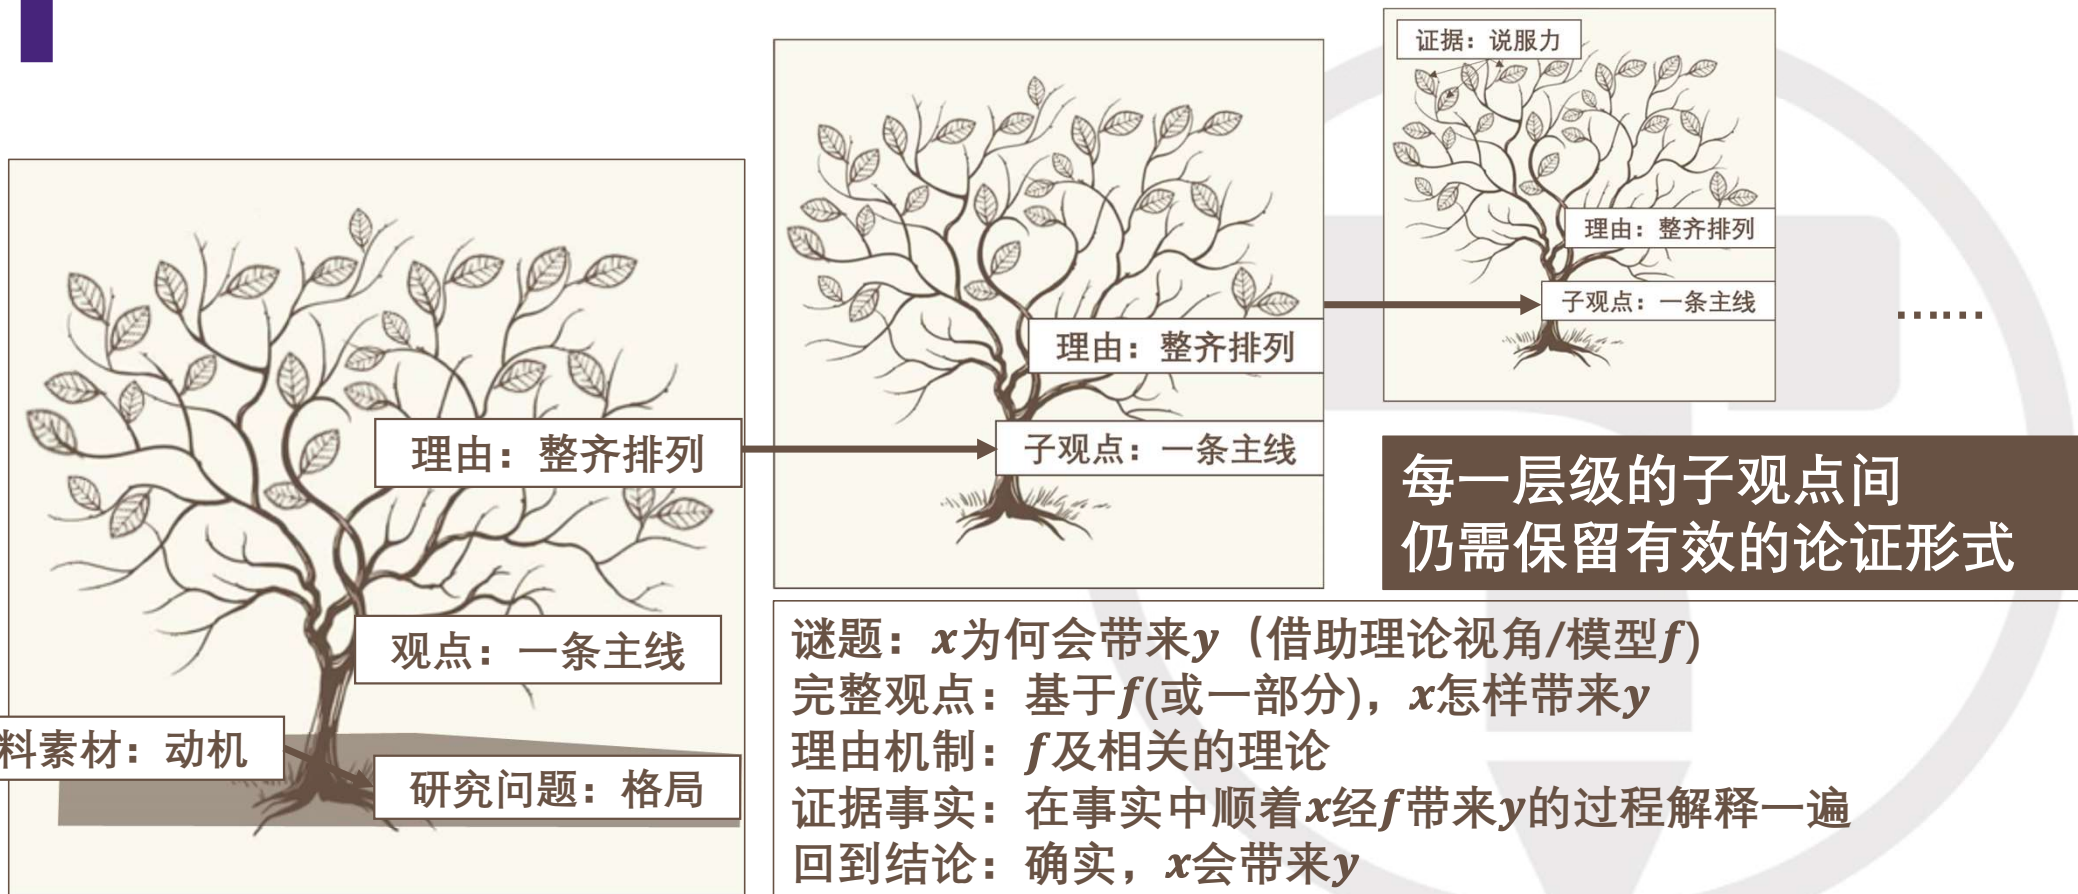 料素材：动机
研究问题：格局
观点：一条主线
理由：整齐排列
子观点：一条主线
理由：整齐排列
子观点：一条主线
理由：整齐排列
证据：说服力
……
每一层级的子观点间
仍需保留有效的论证形式
谜题：x为何会带来y（借助理论视角/模型f)
完整观点：基于f(或一部分)，x怎样带来y
理由机制：f及相关的理论
证据事实：在事实中顺着x经f带来y的过程解释一遍
回到结论：确实，x会带来y